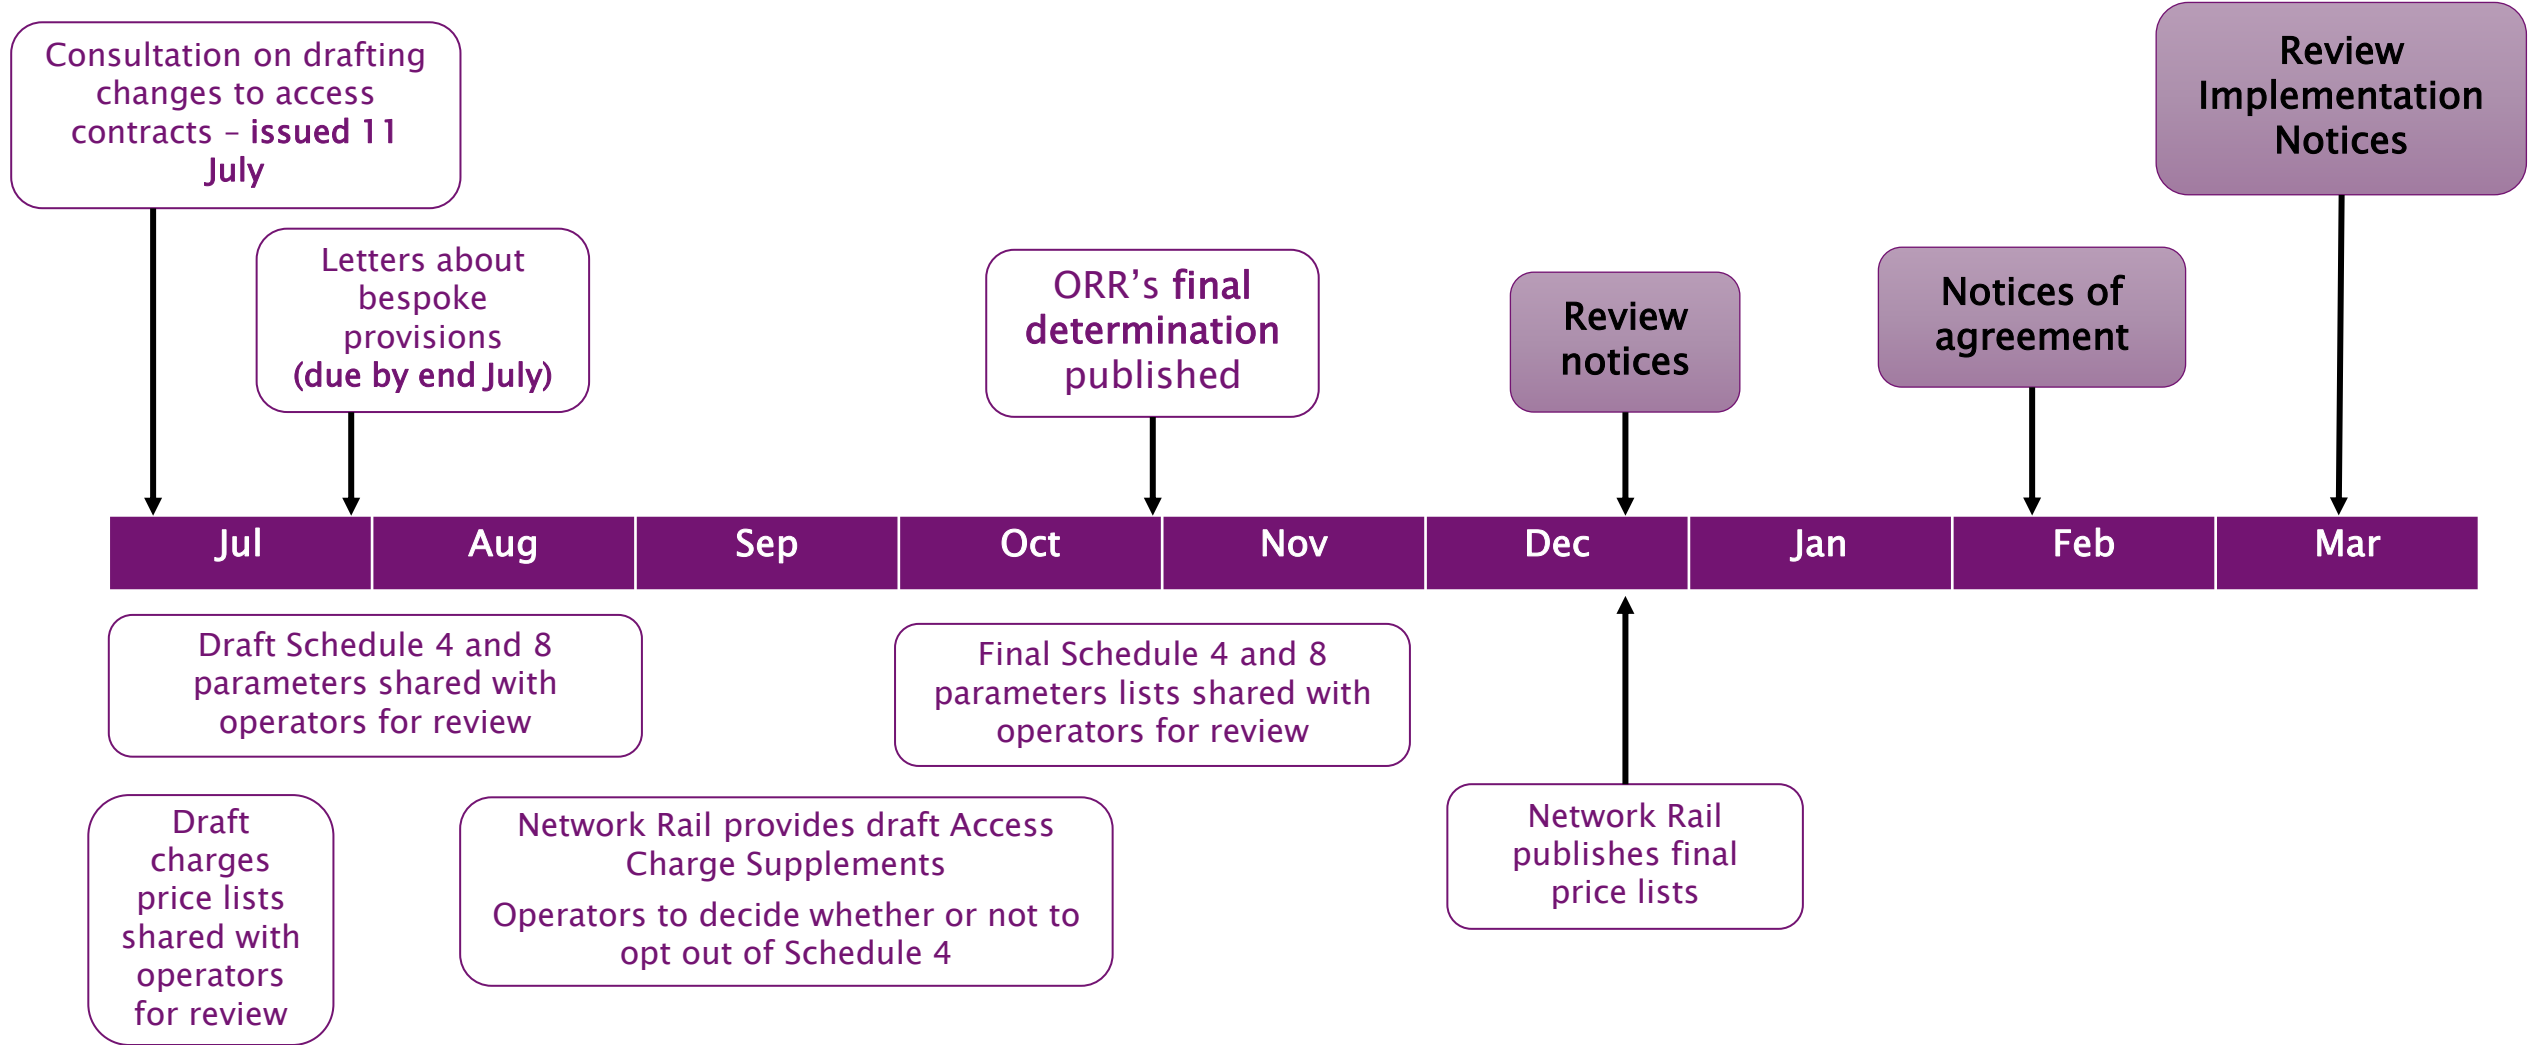 Consultation on drafting
changes to access
contracts – issued 11
July
Letters about
bespoke
provisions
(due by end July)
ORR’s final
determination
published
Review
notices
Notices of
agreement
Review
Implementation
Notices
Jul
Aug
Sep
Oct
Nov
Dec
Jan
Feb
Mar
Draft Schedule 4 and 8
parameters shared with
operators for review
Final Schedule 4 and 8
parameters lists shared with
operators for review
Draft
charges
price lists
shared with
operators
for review
Network Rail provides draft Access
Charge Supplements
Operators to decide whether or not to
opt out of Schedule 4
Network Rail
publishes final
price lists